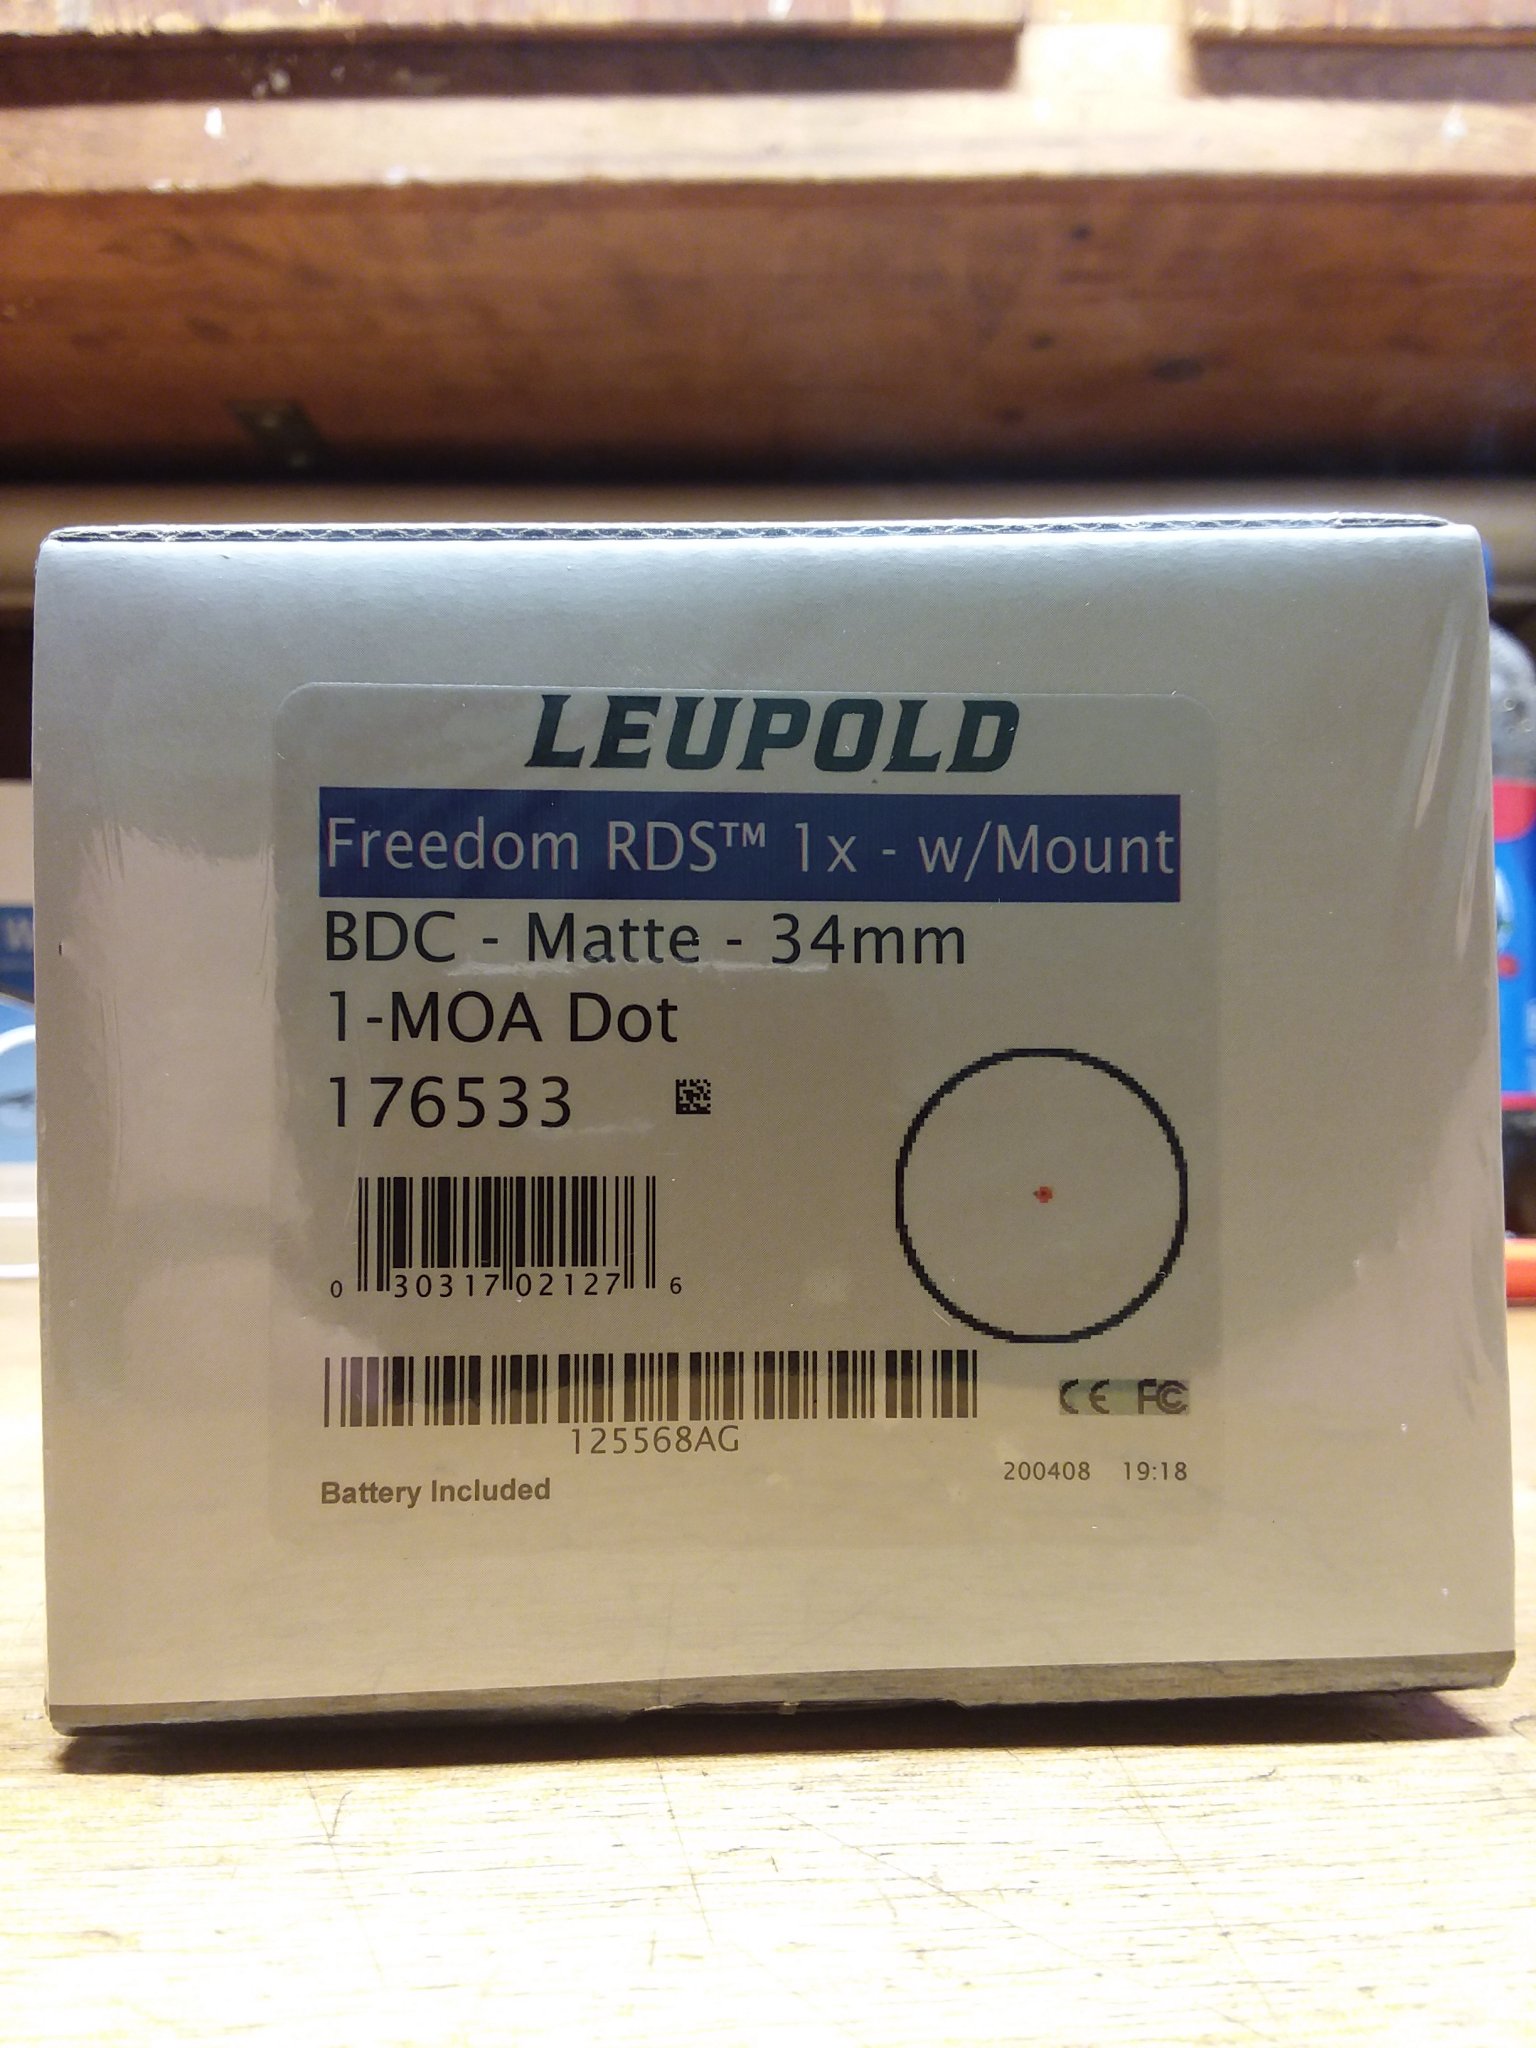 LEUPOLD
Freedom RDS™ 1x - w/Mount
BDC - Matte - 34mm
1-MOA Dot
176533
0 30317 02127 6
125568AG
CE FC
Battery Included
200408 19:18
W